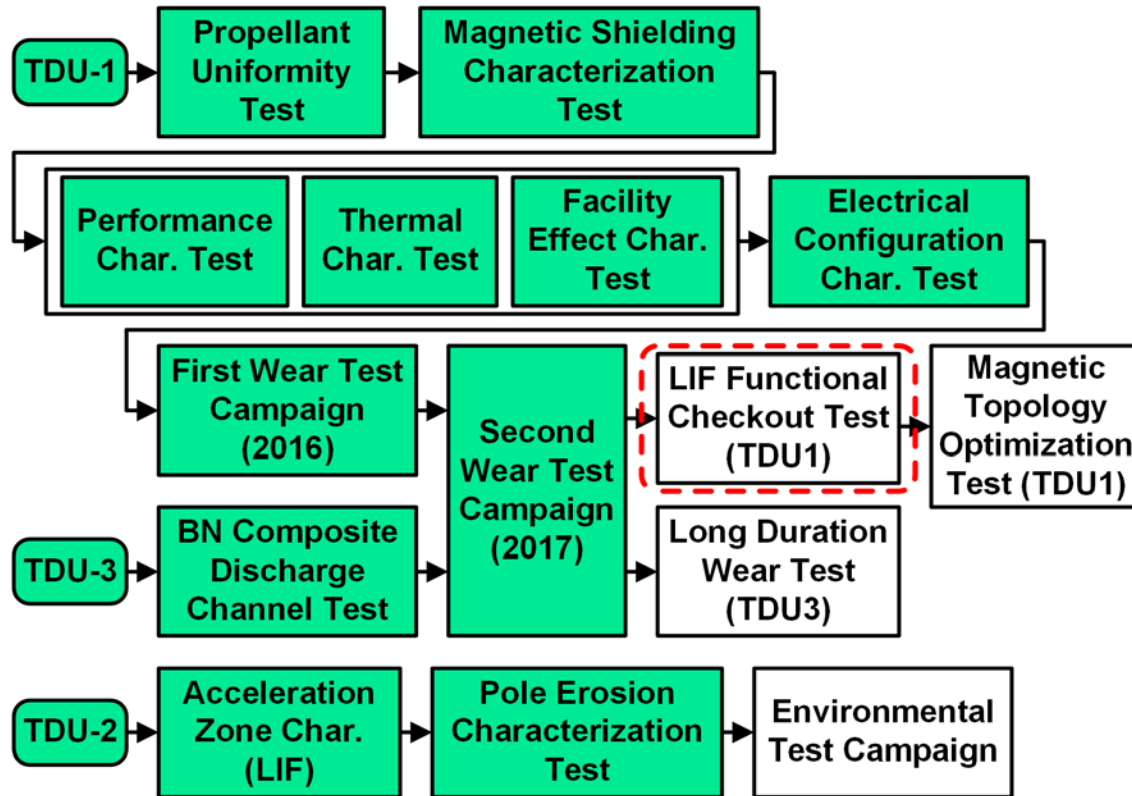 TDU-1
Propellant
Uniformity
Test
Magnetic Shielding
Characterization
Test
Performance
Char. Test
Thermal
Char. Test
Facility
Effect Char.
Test
Electrical
Configuration
Char. Test
First Wear Test
Campaign
(2016)
Second
Wear Test
Campaign
(2017)
LIF Functional
Checkout Test
(TDU1)
Magnetic
Topology
Optimization
Test (TDU1)
TDU-3
BN Composite
Discharge
Channel Test
Long Duration
Wear Test
(TDU3)
TDU-2
Acceleration
Zone Char.
(LIF)
Pole Erosion
Characterization
Test
Environmental
Test Campaign